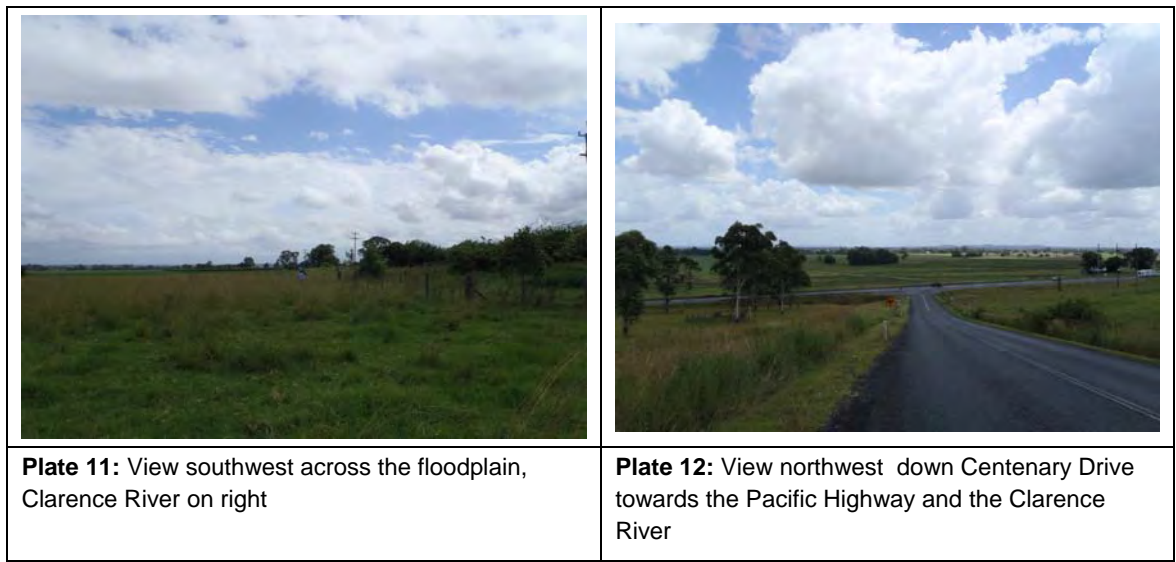 Plate 11: View southwest across the floodplain,
Clarence River on right
Plate 12: View northwest  down Centenary Drive
towards the Pacific Highway and the Clarence
River